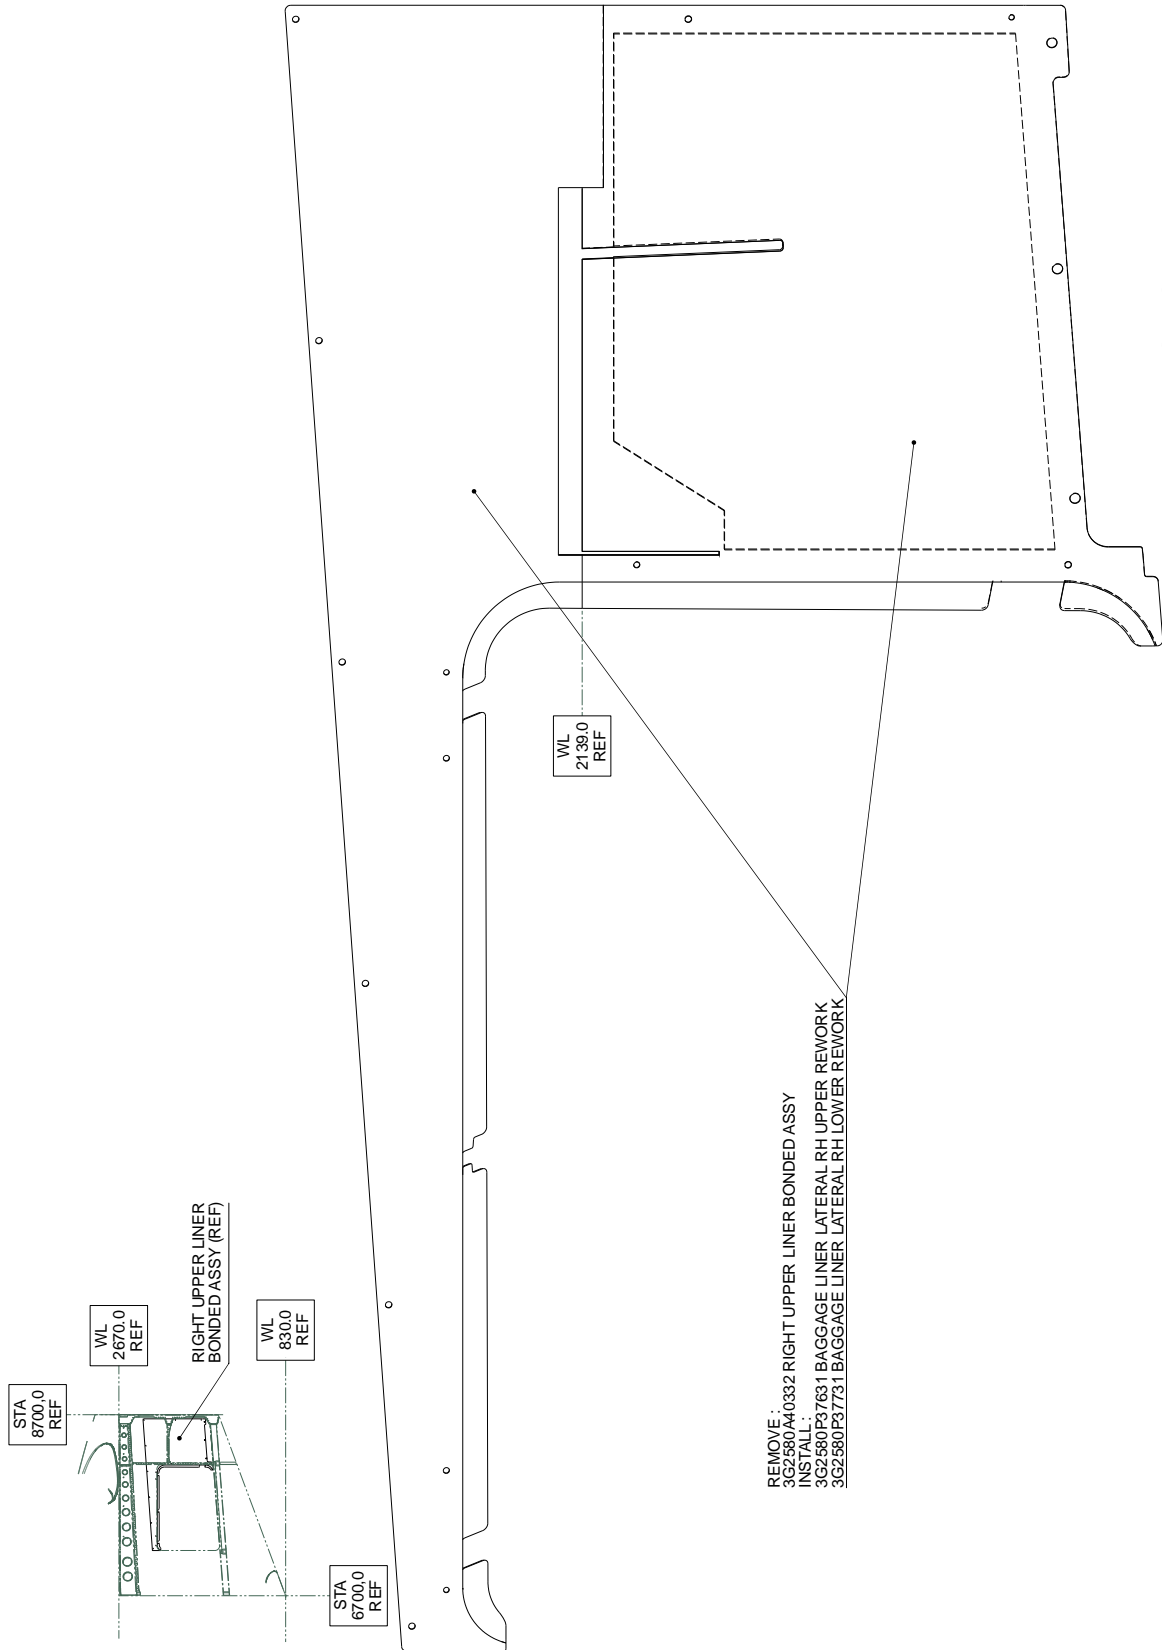 STA
8700,0
REF
WL
2670.0
REF
RIGHT UPPER LINER
BONDED ASSY (REF)
WL
830.0
REF
STA
6700,0
REF
WL
2139.0
REF
REMOVE :
3G2580A40332 RIGHT UPPER LINER BONDED ASSY
INSTALL :
3G2580P37631 BAGGAGE LINER LATERAL RH UPPER REWORK
3G2580P37731 BAGGAGE LINER LATERAL RH LOWER REWORK